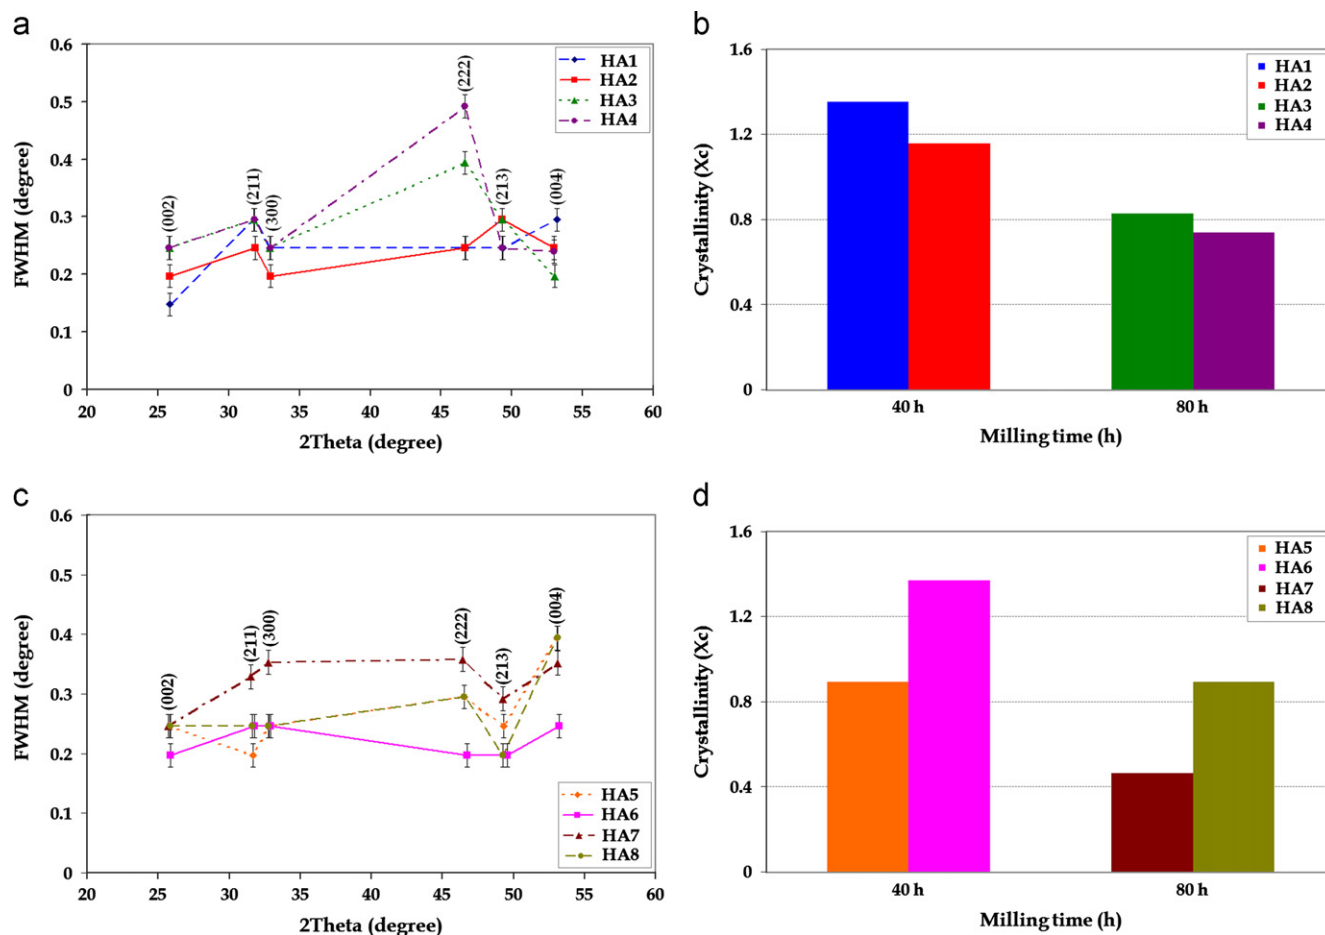 a
0.6
0.5
0.4
0.3
0.2
0.1
0
FWHM (degree)
20 25 30 35 40 45 50 55 60
2Theta (degree)
(002)
(211)
(300)
(222)
(213)
(004)
HA1
HA2
HA3
HA4
b
1.6
1.2
0.8
0.4
0
Crystallinity (Xc)
40 h 80 h
Milling time (h)
HA1
HA2
HA3
HA4
c
0.6
0.5
0.4
0.3
0.2
0.1
0
FWHM (degree)
20 25 30 35 40 45 50 55 60
2Theta (degree)
(002)
(211)
(300)
(222)
(213)
(004)
HA5
HA6
HA7
HA8
d
1.6
1.2
0.8
0.4
0
Crystallinity (Xc)
40 h 80 h
Milling time (h)
HA5
HA6
HA7
HA8